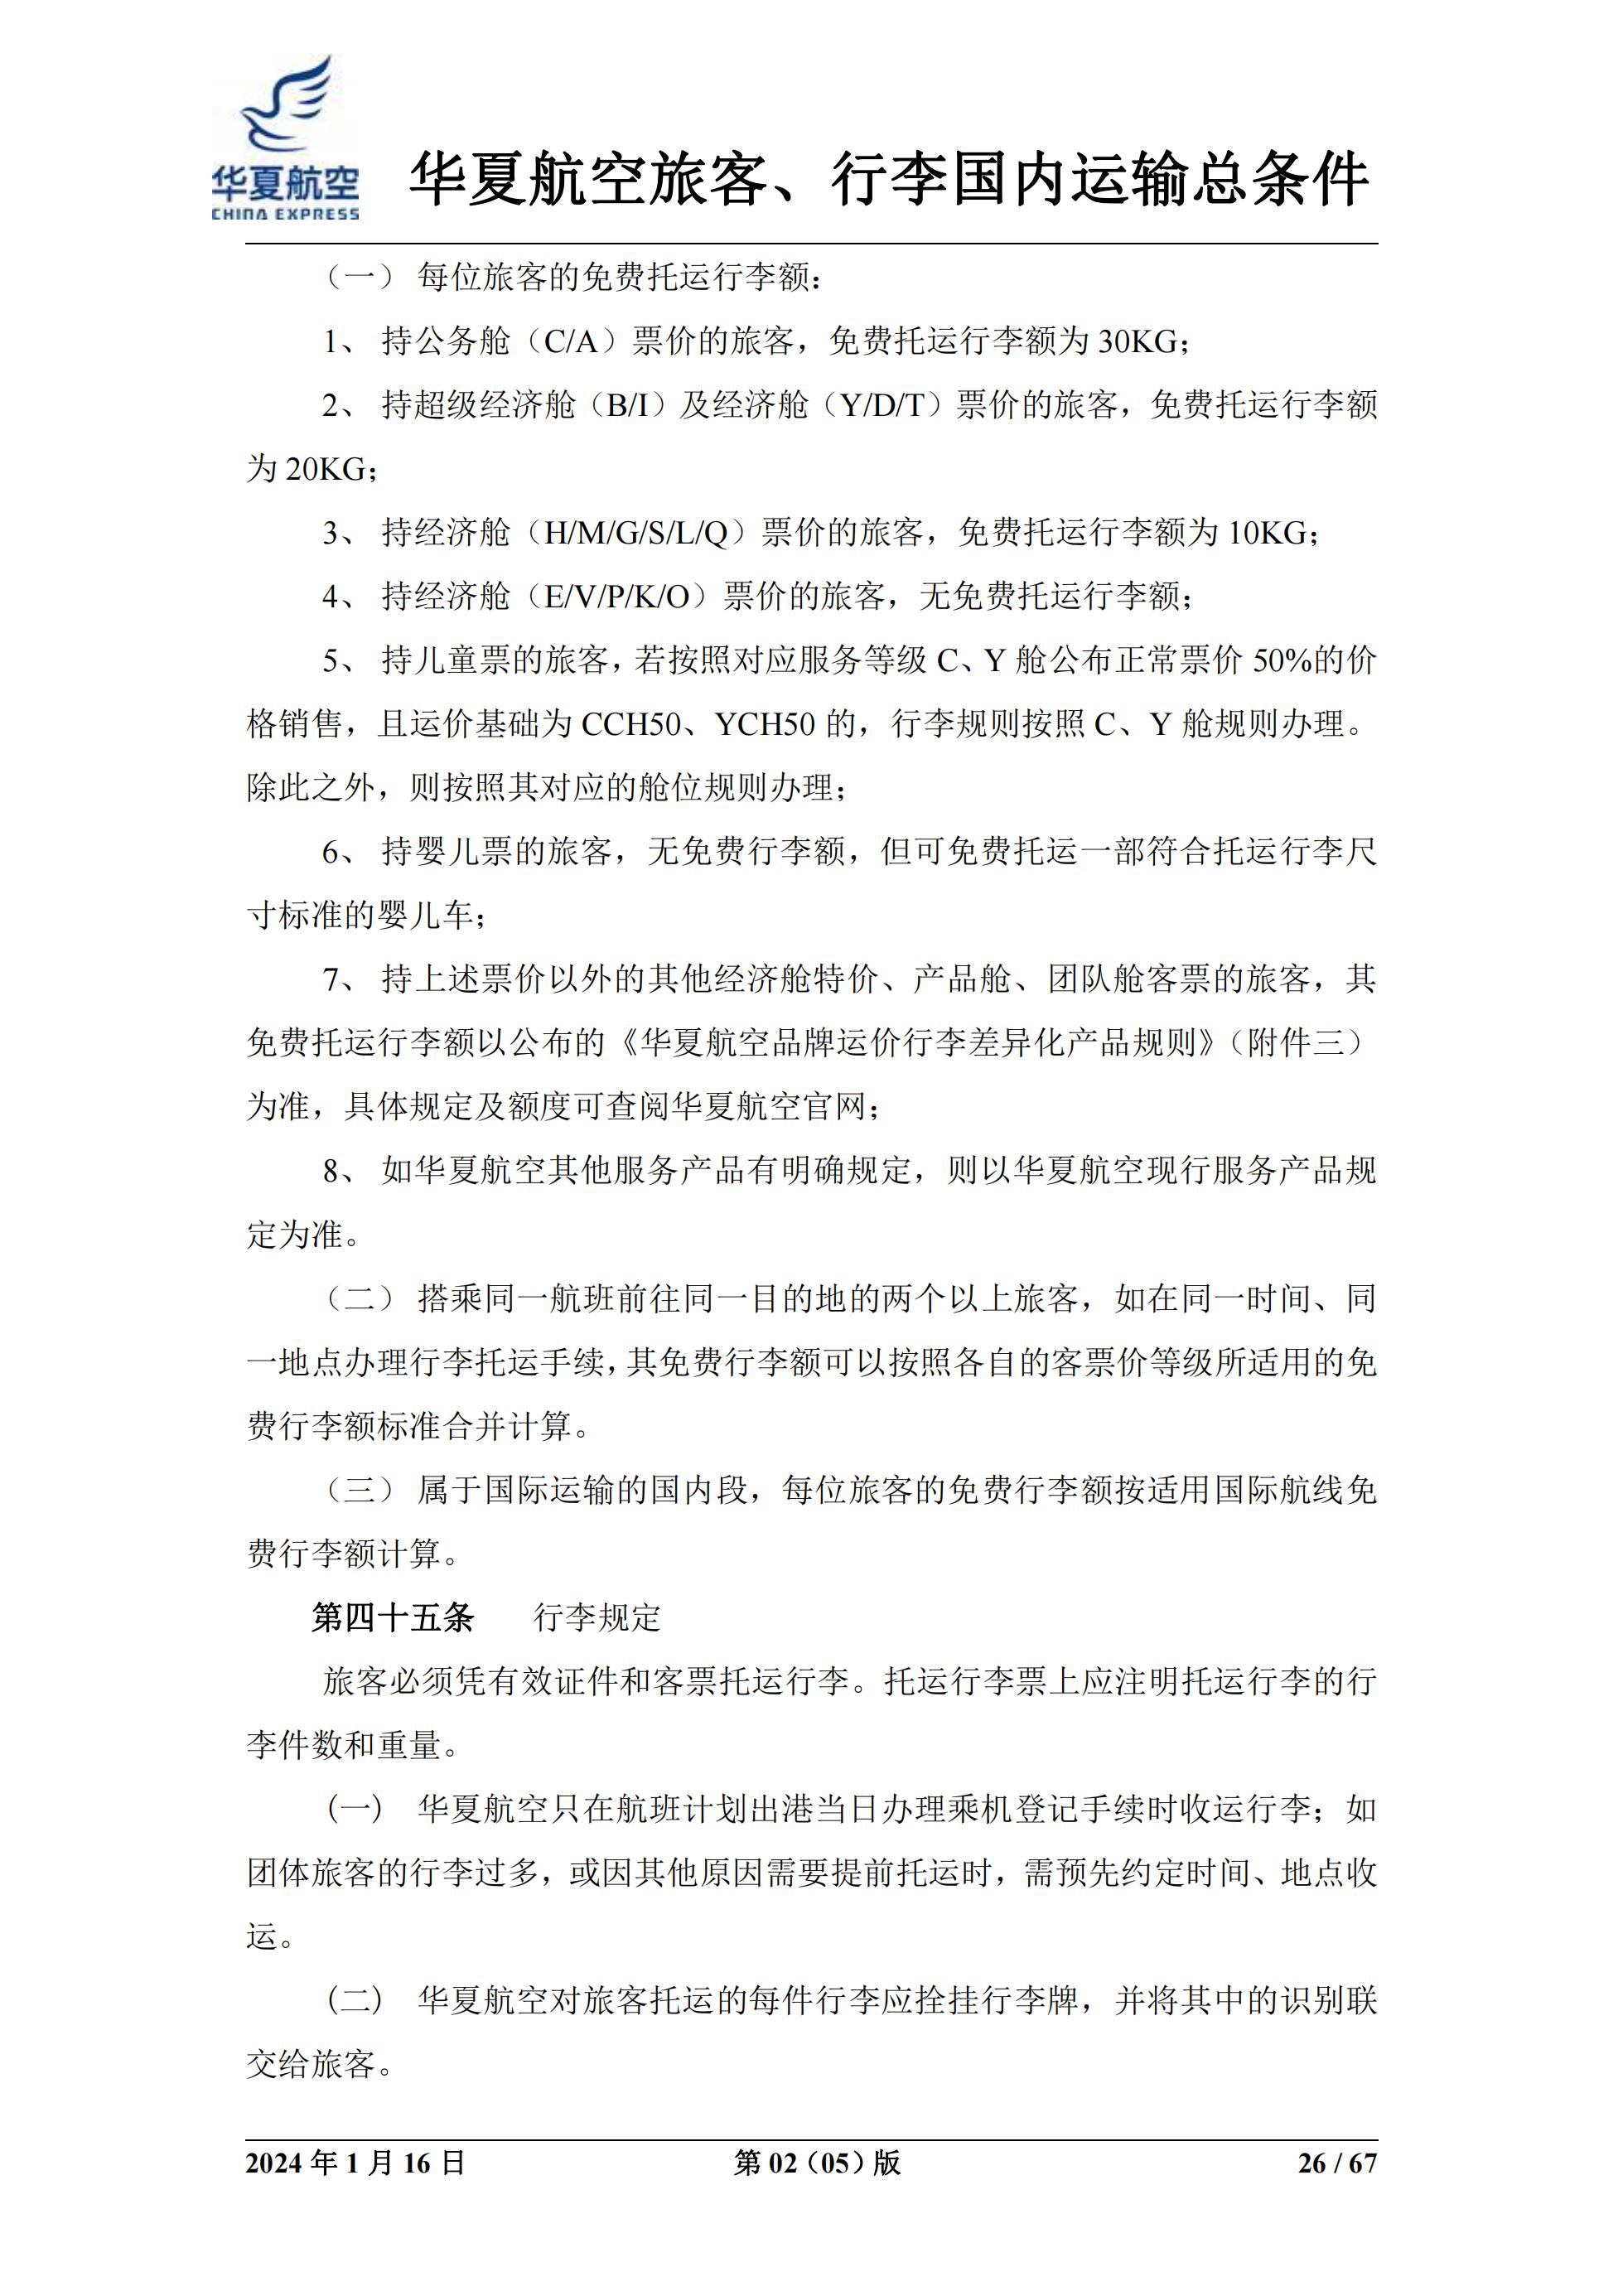 华夏航空
CHINA EXPRESS
华夏航空旅客、行李国内运输总条件
（一） 每位旅客的免费托运行李额：
1、 持公务舱（C/A）票价的旅客，免费托运行李额为 30KG；
2、 持超级经济舱（B/I）及经济舱（Y/D/T）票价的旅客，免费托运行李额
为 20KG；
3、 持经济舱（H/M/G/S/L/Q）票价的旅客，免费托运行李额为 10KG；
4、 持经济舱（E/V/P/K/O）票价的旅客，无免费托运行李额；
5、 持儿童票的旅客，若按照对应服务等级 C、Y 舱公布正常票价 50%的价
格销售，且运价基础为 CCH50、YCH50 的，行李规则按照 C、Y 舱规则办理。
除此之外，则按照其对应的舱位规则办理；
6、 持婴儿票的旅客，无免费行李额，但可免费托运一部符合托运行李尺
寸标准的婴儿车；
7、 持上述票价以外的其他经济舱特价、产品舱、团队舱客票的旅客，其
免费托运行李额以公布的《华夏航空品牌运价行李差异化产品规则》（附件三）
为准，具体规定及额度可查阅华夏航空官网；
8、 如华夏航空其他服务产品有明确规定，则以华夏航空现行服务产品规
定为准。
（二） 搭乘同一航班前往同一目的地的两个以上旅客，如在同一时间、同
一地点办理行李托运手续，其免费行李额可以按照各自的客票价等级所适用的免
费行李额标准合并计算。
（三） 属于国际运输的国内段，每位旅客的免费行李额按适用国际航线免
费行李额计算。
第四十五条 行李规定
旅客必须凭有效证件和客票托运行李。托运行李票上应注明托运行李的行
李件数和重量。
(一) 华夏航空只在航班计划出港当日办理乘机登记手续时收运行李；如
团体旅客的行李过多，或因其他原因需要提前托运时，需预先约定时间、地点收
运。
(二) 华夏航空对旅客托运的每件行李应拴挂行李牌，并将其中的识别联
交给旅客。
2024 年 1 月 16 日 第 02（05）版 26 / 67